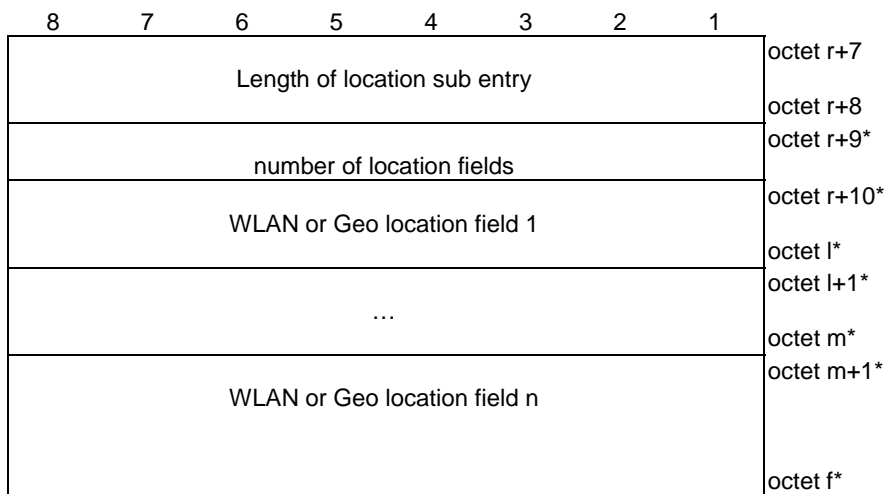 8 7 6 5 4 3 2 1
octet r+7
Length of location sub entry
octet r+8
octet r+9*
number of location fields
octet r+10*
WLAN or Geo location field 1
octet l*
octet l+1*
…
octet m*
octet m+1*
WLAN or Geo location field n
octet f*